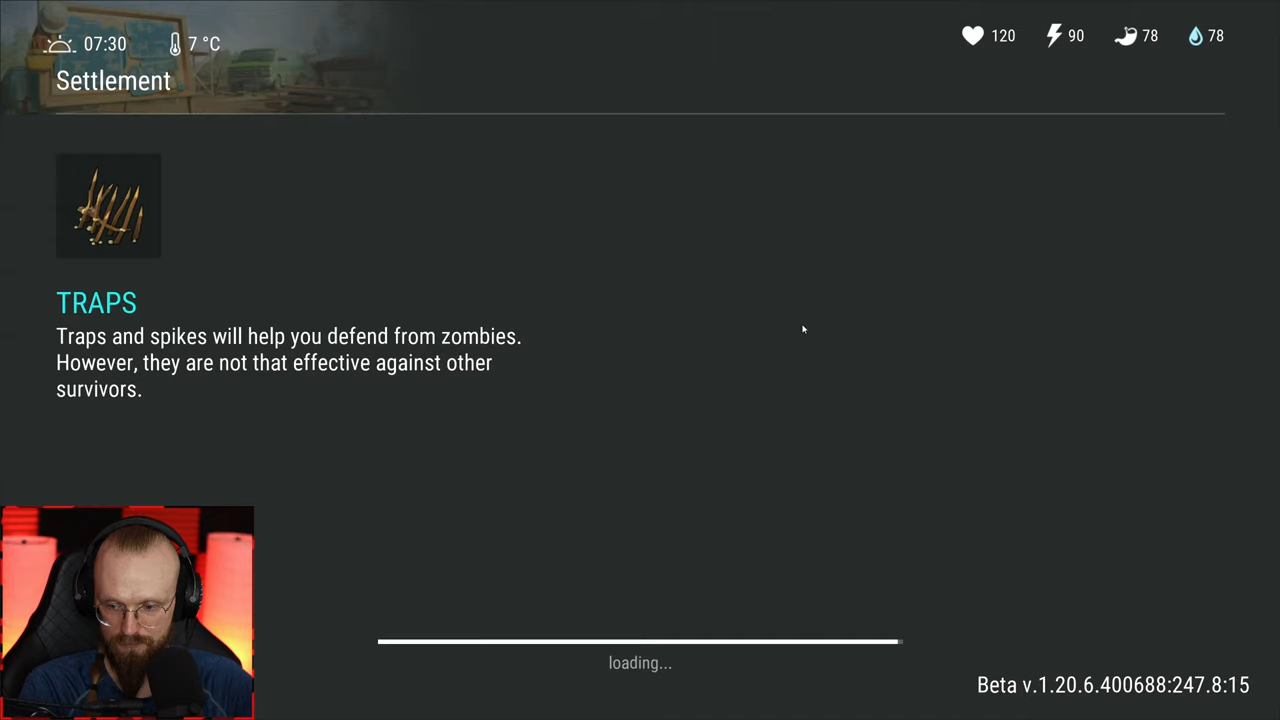 07:30 7 °C
120 90 78 78
Settlement
TRAPS
Traps and spikes will help you defend from zombies.
However, they are not that effective against other
survivors.
loading...
Beta v.1.20.6.400688:247.8:15